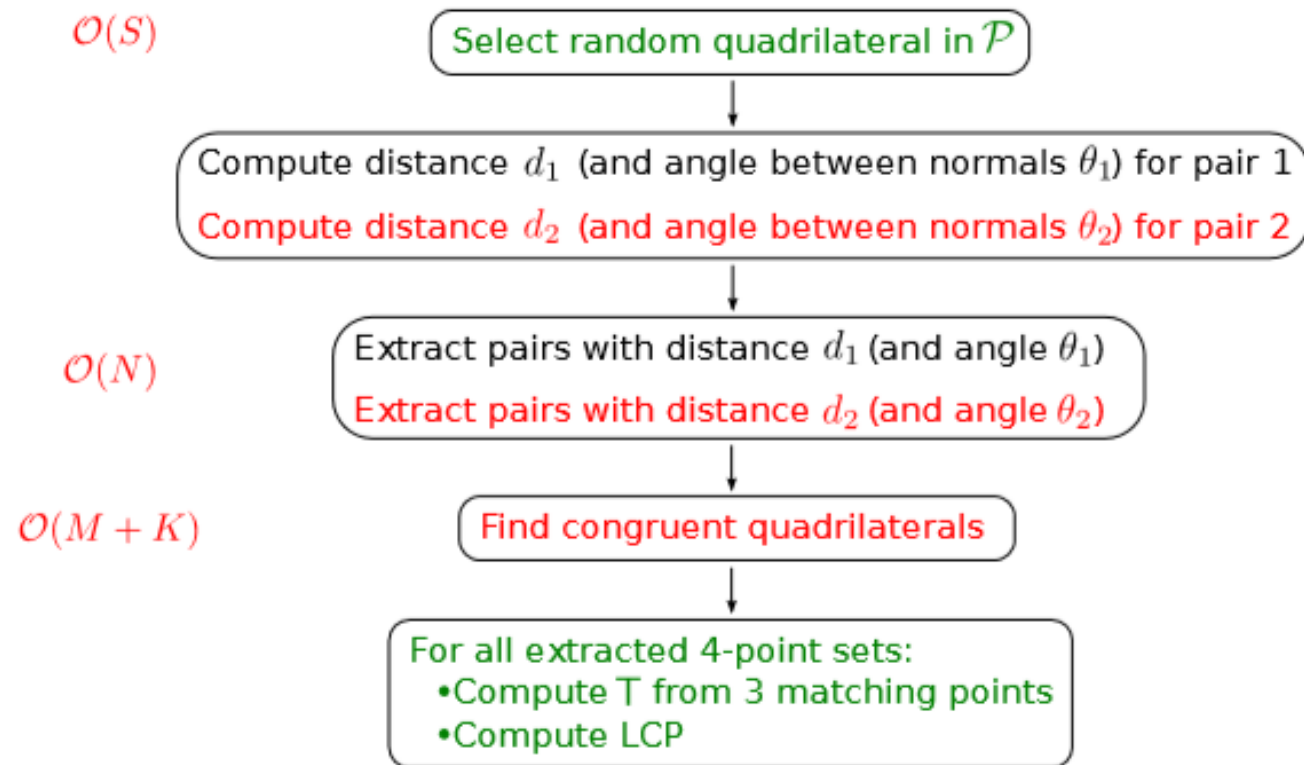 𝒪(S)
Select random quadrilateral in 𝒫
Compute distance d₁ (and angle between normals θ₁) for pair 1
Compute distance d₂ (and angle between normals θ₂) for pair 2
𝒪(N)
Extract pairs with distance d₁ (and angle θ₁)
Extract pairs with distance d₂ (and angle θ₂)
𝒪(M + K)
Find congruent quadrilaterals
For all extracted 4-point sets:
•Compute T from 3 matching points
•Compute LCP